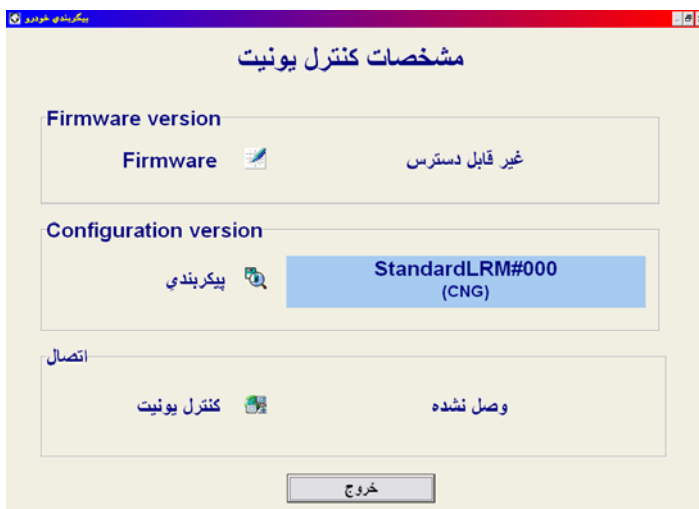 پیکربندي خودرو
مشخصات کنترل یونیت
Firmware version
Firmware
غیر قابل دسترس
Configuration version
پیکربندي
StandardLRM#000
(CNG)
اتصال
کنترل یونیت
وصل نشده
خروج